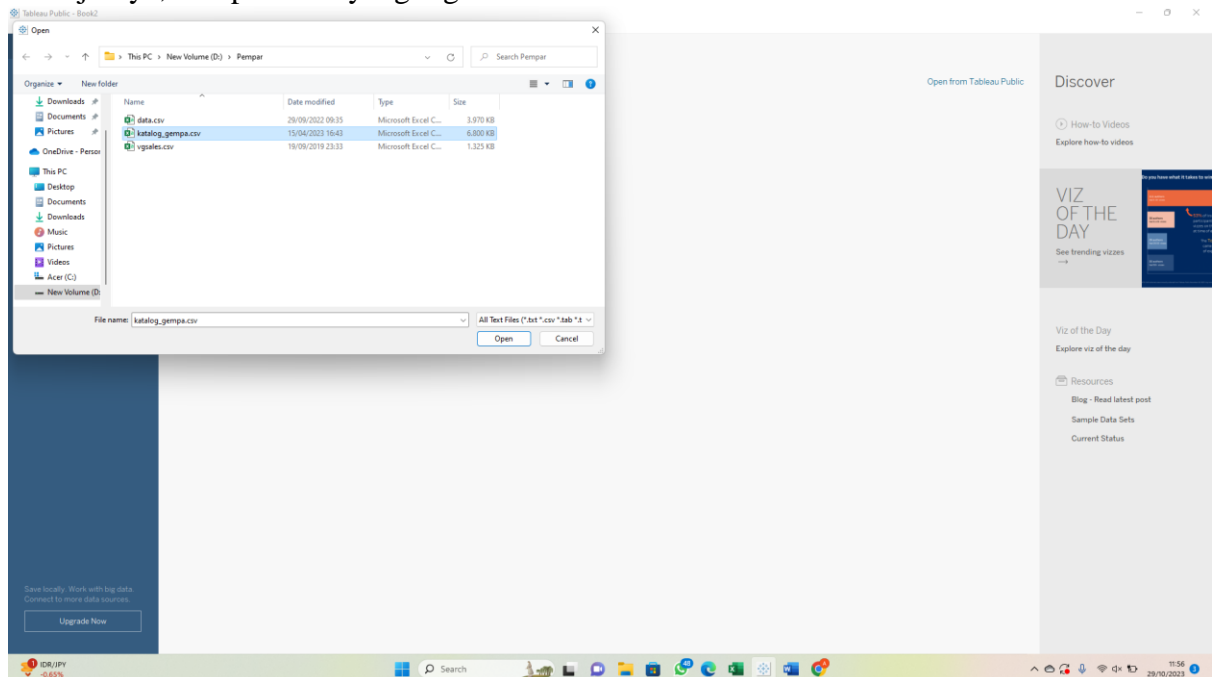 Tableau Public - Book2
Open
This PC > New Volume (D:) > Pempar
Search Pempar
Organize
New folder
Name Date modified Type Size
data.csv 29/09/2022 09:35 Microsoft Excel C... 3.970 KB
katalog_gempa.csv 15/04/2023 16:43 Microsoft Excel C... 6.800 KB
vgsales.csv 19/09/2019 23:33 Microsoft Excel C... 1.325 KB
Downloads
Documents
Pictures
OneDrive - Person
This PC
Desktop
Documents
Downloads
Music
Pictures
Videos
Acer (C:)
New Volume (D:
File name: katalog_gempa.csv
All Text Files (*.txt *.csv *.tab *.t
Open Cancel
Open from Tableau Public
Discover
How-to Videos
Explore how-to videos
VIZ
OF THE
DAY
See trending vizzes
→
Viz of the Day
Explore viz of the day
Resources
Blog - Read latest post
Sample Data Sets
Current Status
Save locally. Work with big data.
Connect to more data sources.
Upgrade Now
IDR/JPY
-0.65%
Search
11:56
29/10/2023